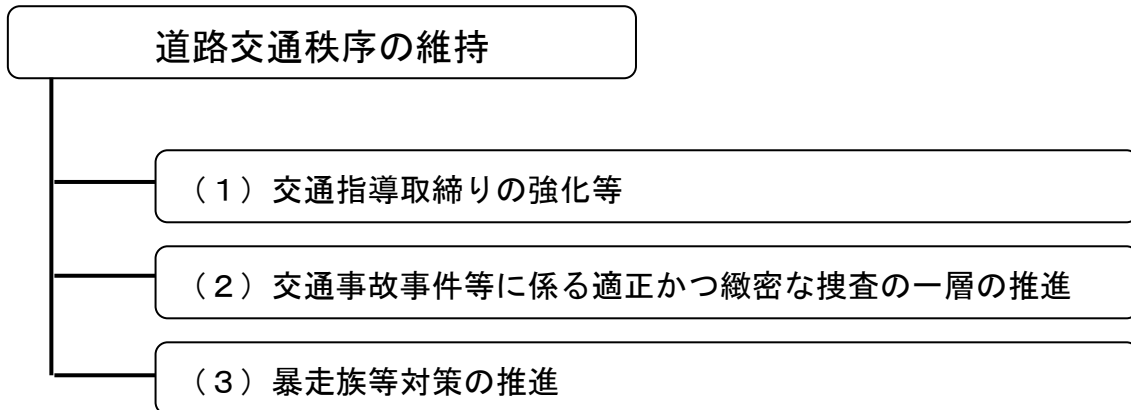 道路交通秩序の維持
（１）交通指導取締りの強化等
（２）交通事故事件等に係る適正かつ緻密な捜査の一層の推進
（３）暴走族等対策の推進